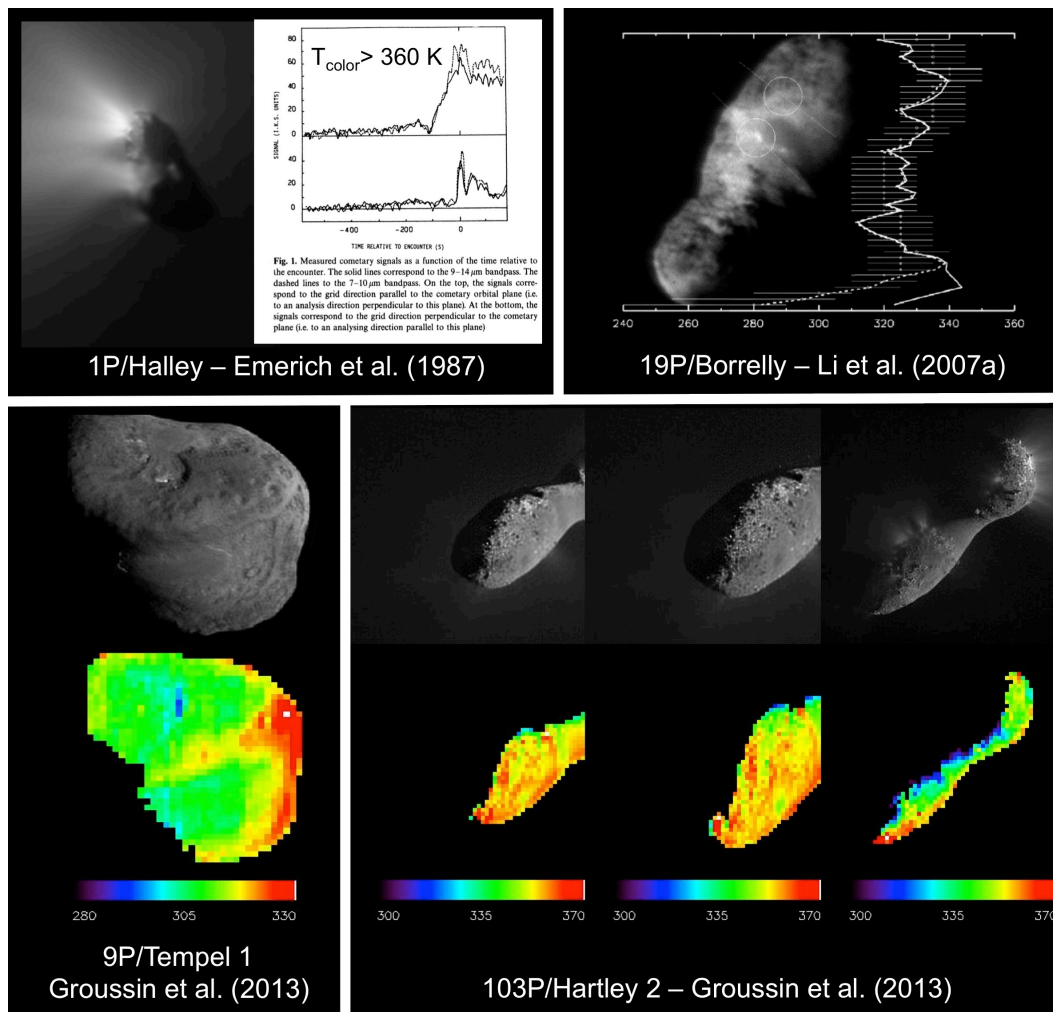 T_color> 360 K
SIGNAL (I.K.S. UNITS)
80
60
40
20
0
40
20
0
-400 -200 0
TIME RELATIVE TO ENCOUNTER (S)
Fig. 1. Measured cometary signals as a function of the time relative to
the encounter. The solid lines correspond to the 9–14 μm bandpass. The
dashed lines to the 7–10 μm bandpass. On the top, the signals corre-
spond to the grid direction parallel to the cometary orbital plane (i.e.
to an analysis direction perpendicular to this plane). At the bottom, the
signals correspond to the grid direction perpendicular to the cometary
plane (i.e. to an analysing direction parallel to this plane)
1P/Halley – Emerich et al. (1987)
240 260 280 300 320 340 360
19P/Borrelly – Li et al. (2007a)
280 305 330
9P/Tempel 1
Groussin et al. (2013)
300 335 370
300 335 370
300 335 370
103P/Hartley 2 – Groussin et al. (2013)